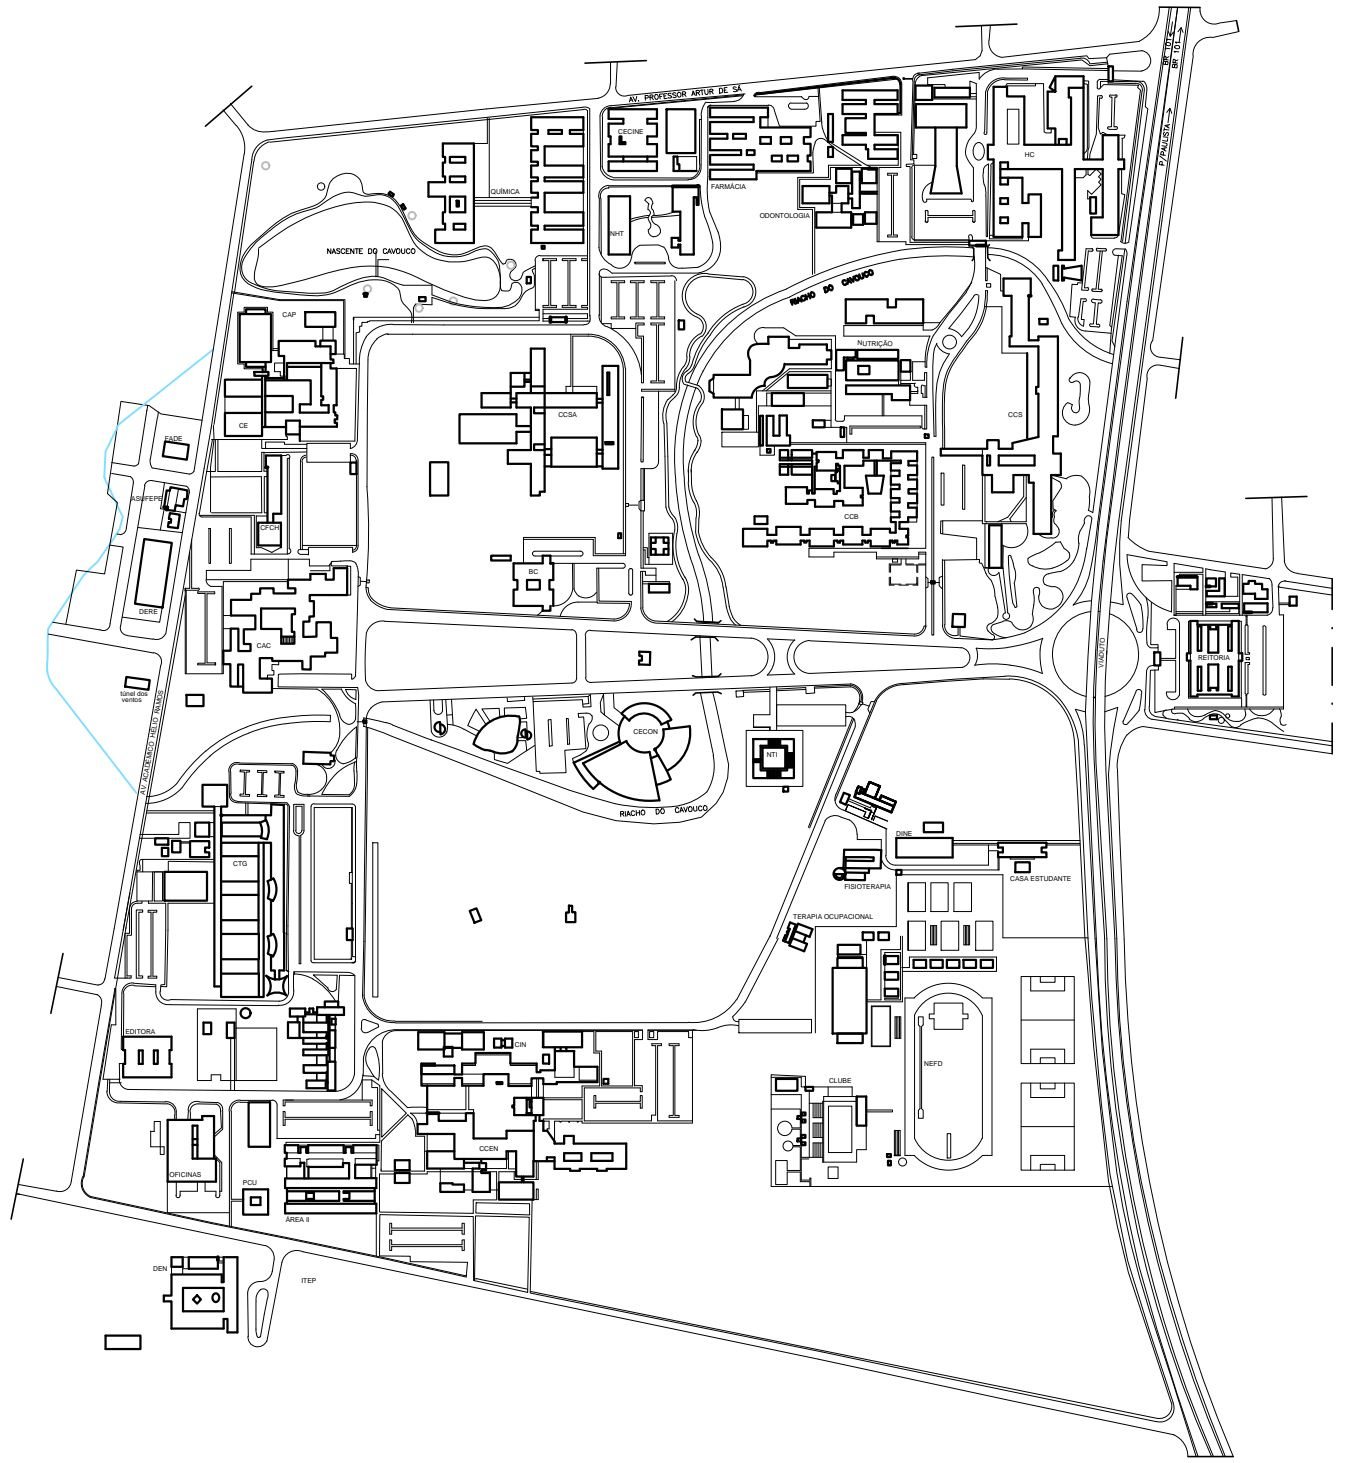 BR 101
BR 101
P/PAULISTA
AV. PROFESSOR ARTUR DE SÁ
CECINE
HC
QUÍMICA
FARMÁCIA
ODONTOLOGIA
NHT
NASCENTE DO CAVOUCO
RIACHO DO CAVOUCO
CAP
NUTRIÇÃO
CCSA
CCS
CE
FADE
ASUFEPE
CCB
CFCH
BC
DERE
CAC
VIADUTO
REITORIA
túnel dos
ventos
AV. ACADEMICO HELIO RAMOS
CECON
NTI
RIACHO DO CAVOUCO
DINE
CTG
CASA ESTUDANTE
FISIOTERAPIA
TERAPIA OCUPACIONAL
EDITORA
CIN
NEFD
CLUBE
CCEN
OFICINAS
PCU
ÁREA II
DEN
ITEP